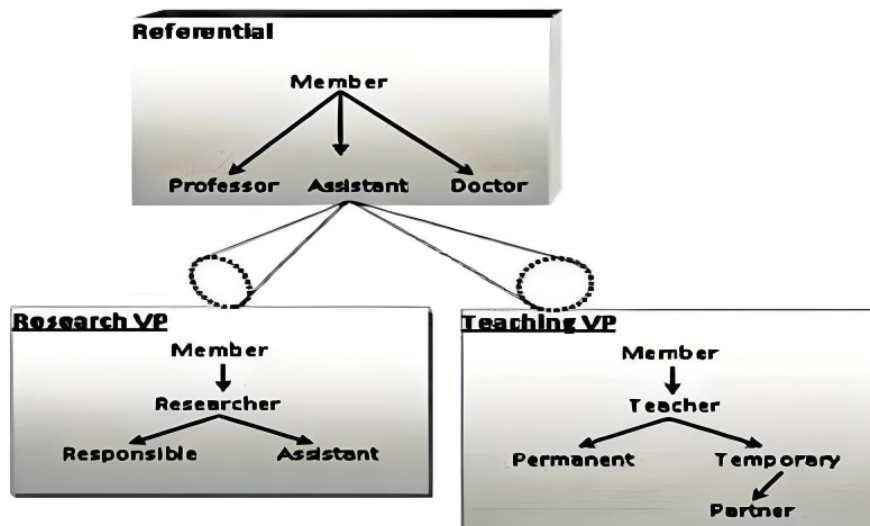 Referential
Member
Professor Assistant Doctor
Research VP
Member
Researcher
Responsible Assistant
Teaching VP
Member
Teacher
Permanent Temporary
Partner